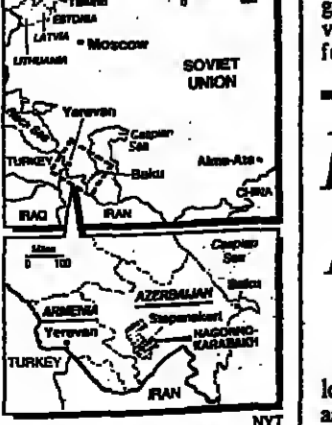 ESTONIA
LATVIA
LITHUANIA
Moscow
SOVIET
UNION
Yerevan
Caspian
Sea
TURKEY
Baku
Alma-Ata
CHINA
IRAQ
IRAN
Miles
0 100
Caspian
Sea
AZERBAIJAN
Baku
ARMENIA
Stepanakert
Yerevan
NAGORNO-
KARABAKH
TURKEY
IRAN
NYT